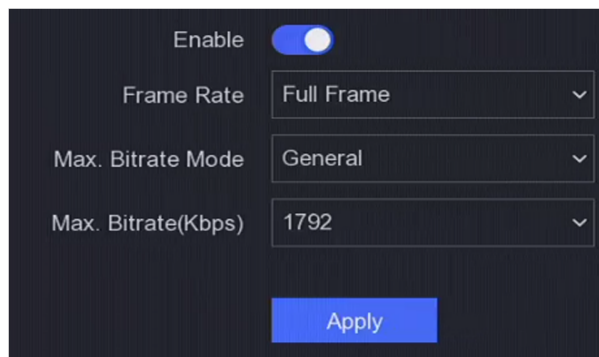 Enable
Frame Rate Full Frame
Max. Bitrate Mode General
Max. Bitrate(Kbps) 1792
Apply